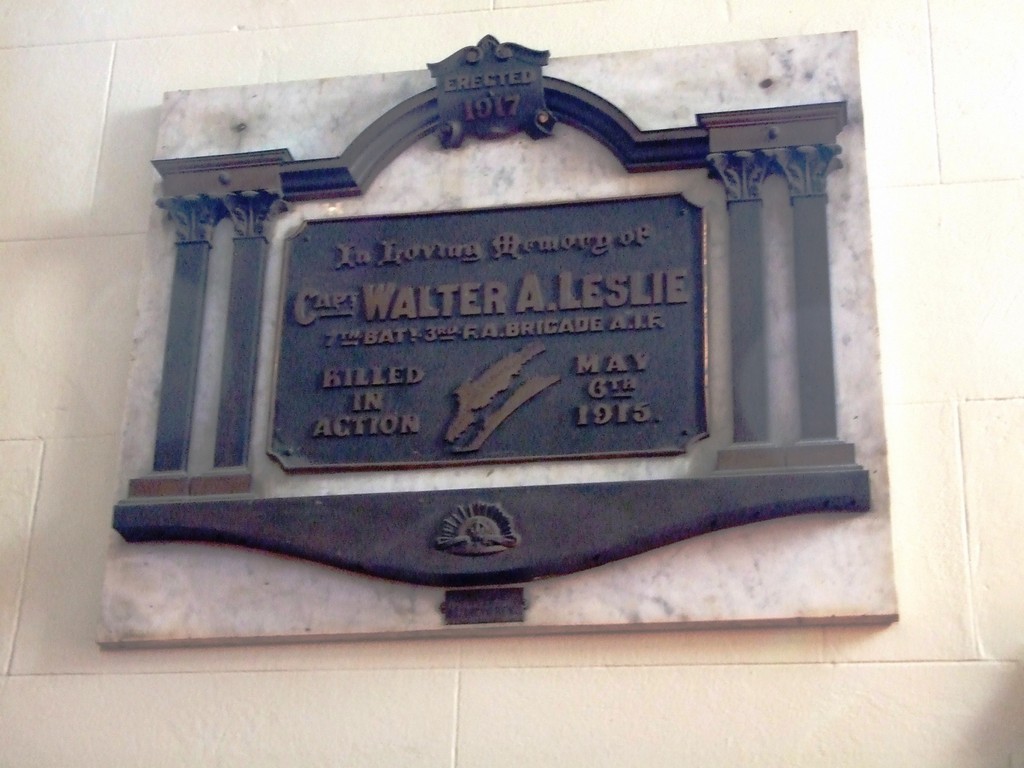 ERECTED
1917
In Loving Memory of
CAPT WALTER A. LESLIE
7TH BATY 3RD F.A. BRIGADE A.I.F.
KILLED
IN
ACTION
MAY
6TH
1915.